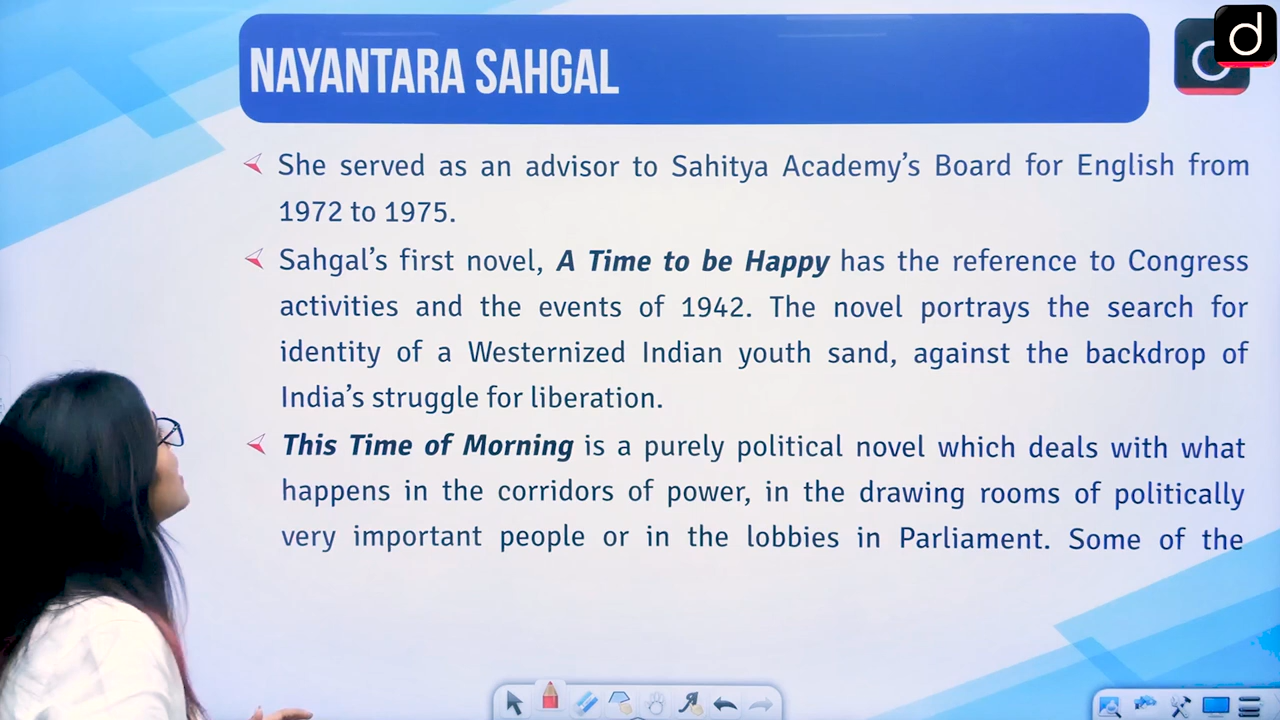 NAYANTARA SAHGAL
She served as an advisor to Sahitya Academy's Board for English from
1972 to 1975.
Sahgal's first novel, A Time to be Happy has the reference to Congress
activities and the events of 1942. The novel portrays the search for
identity of a Westernized Indian youth sand, against the backdrop of
India's struggle for liberation.
This Time of Morning is a purely political novel which deals with what
happens in the corridors of power, in the drawing rooms of politically
very important people or in the lobbies in Parliament. Some of the
d